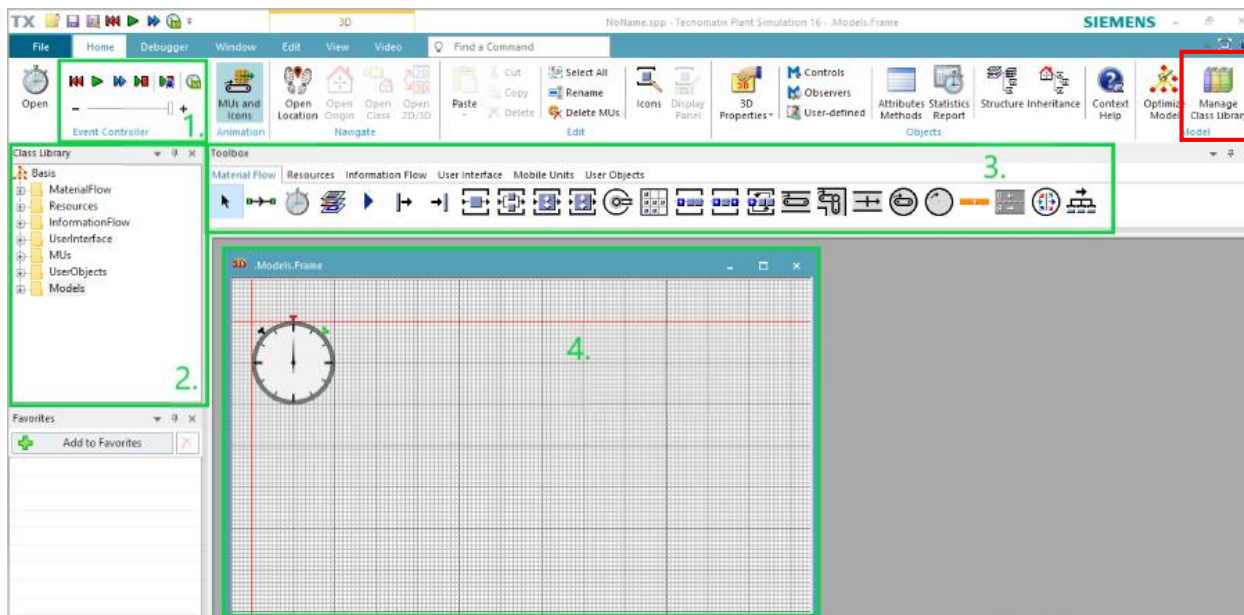 TX 3D NoName.spp - Tecnomatix Plant Simulation 16 - .Models.Frame SIEMENS
File Home Debugger Window Edit View Video Find a Command
Open
1.
Event Controller
MUs and Icons
Animation
Open Location
Open Origin
Open Class
Open 2D/3D
Navigate
Paste
Cut
Copy
Delete
Select All
Rename
Delete MUs
Edit
Icons
Display Panel
3D Properties
Controls
Observers
User-defined
Attributes Methods
Statistics Report
Structure
Inheritance
Objects
Context Help
Optimize Model
Manage Class Library
Model
Class Library
Basis
MaterialFlow
Resources
InformationFlow
UserInterface
MUs
UserObjects
Models
2.
Toolbox
Material Flow Resources Information Flow User Interface Mobile Units User Objects
3.
3D .Models.Frame
4.
Favorites
Add to Favorites